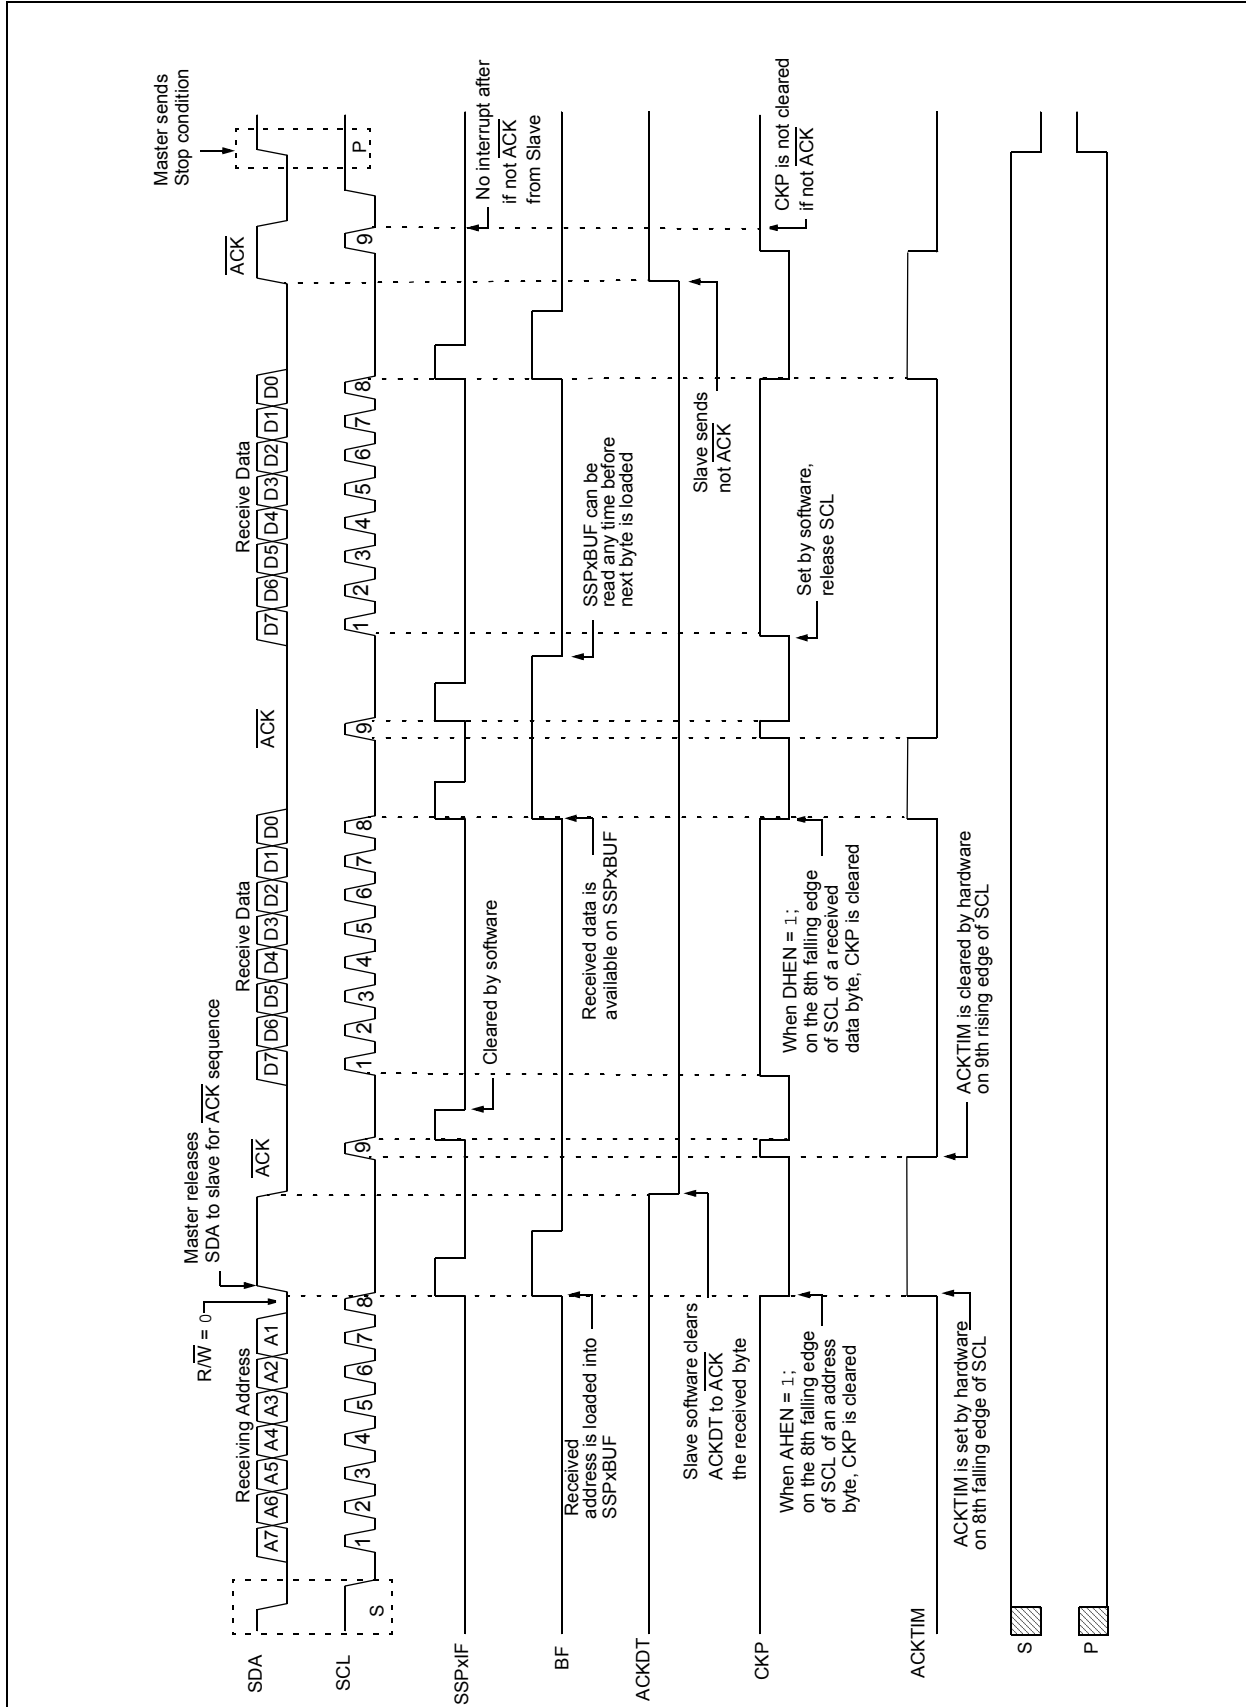 Master sends
Stop condition
Master releases
SDA to slave for ACK sequence
R/W = 0
Receiving Address
ACK
Receive Data
ACK
Receive Data
ACK
SDA
A7 A6 A5 A4 A3 A2 A1
D7 D6 D5 D4 D3 D2 D1 D0
D7 D6 D5 D4 D3 D2 D1 D0
SCL
S
1 2 3 4 5 6 7 8 9
1 2 3 4 5 6 7 8 9
1 2 3 4 5 6 7 8 9
P
SSPxIF
Cleared by software
No interrupt after
if not ACK
from Slave
BF
Received
address is loaded into
SSPxBUF
Received data is
available on SSPxBUF
SSPxBUF can be
read any time before
next byte is loaded
ACKDT
Slave software clears
ACKDT to ACK
the received byte
Slave sends
not ACK
CKP
When AHEN = 1;
on the 8th falling edge
of SCL of an address
byte, CKP is cleared
When DHEN = 1;
on the 8th falling edge
of SCL of a received
data byte, CKP is cleared
Set by software,
release SCL
CKP is not cleared
if not ACK
ACKTIM
ACKTIM is set by hardware
on 8th falling edge of SCL
ACKTIM is cleared by hardware
on 9th rising edge of SCL
S
P